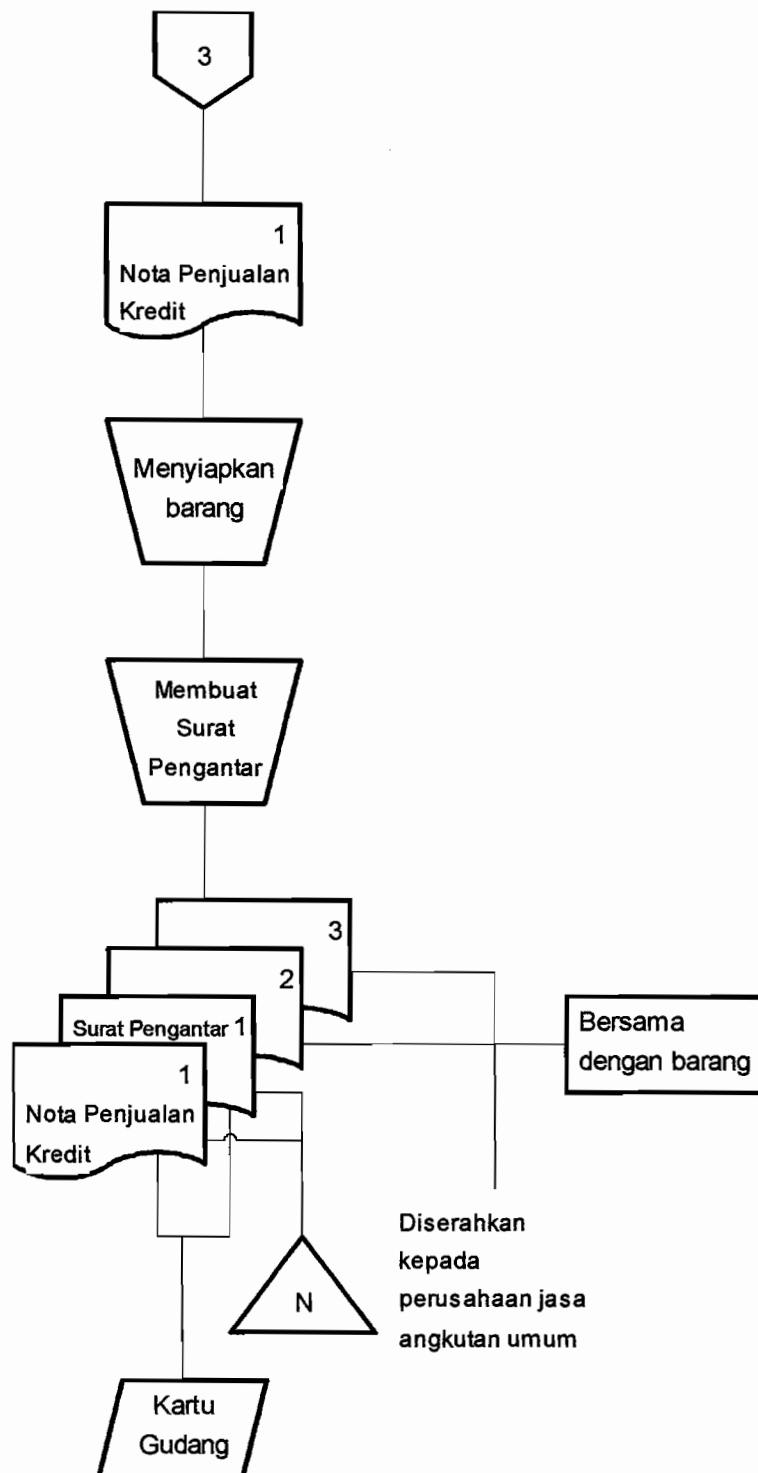 3
1
Nota Penjualan
Kredit
Menyiapkan
barang
Membuat
Surat
Pengantar
3
2
Surat Pengantar 1
1
Nota Penjualan
Kredit
Bersama
dengan barang
Diserahkan
kepada
perusahaan jasa
angkutan umum
N
Kartu
Gudang